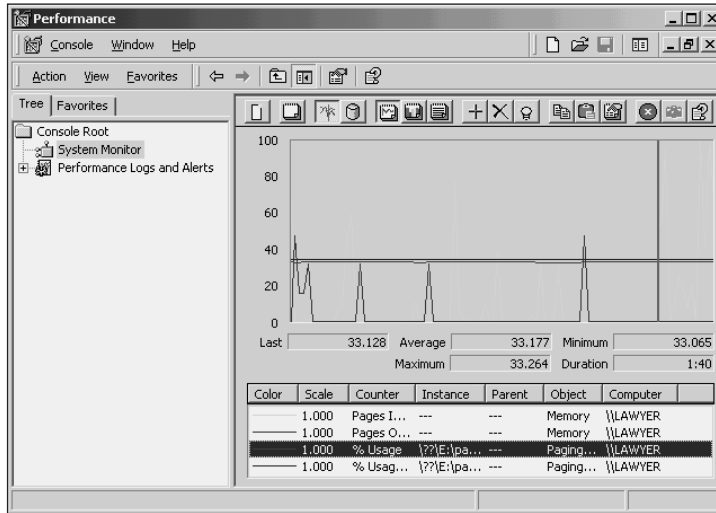 Performance
Console Window Help
Action View Favorites
Tree Favorites
Console Root
System Monitor
Performance Logs and Alerts
100
80
60
40
20
0
Last 33.128 Average 33.177 Minimum 33.065
Maximum 33.264 Duration 1:40
Color Scale Counter Instance Parent Object Computer
1.000 Pages I... --- --- Memory \\LAWYER
1.000 Pages O... --- --- Memory \\LAWYER
1.000 % Usage \??\E:\pa... --- Paging... \\LAWYER
1.000 % Usag... \??\E:\pa... --- Paging... \\LAWYER